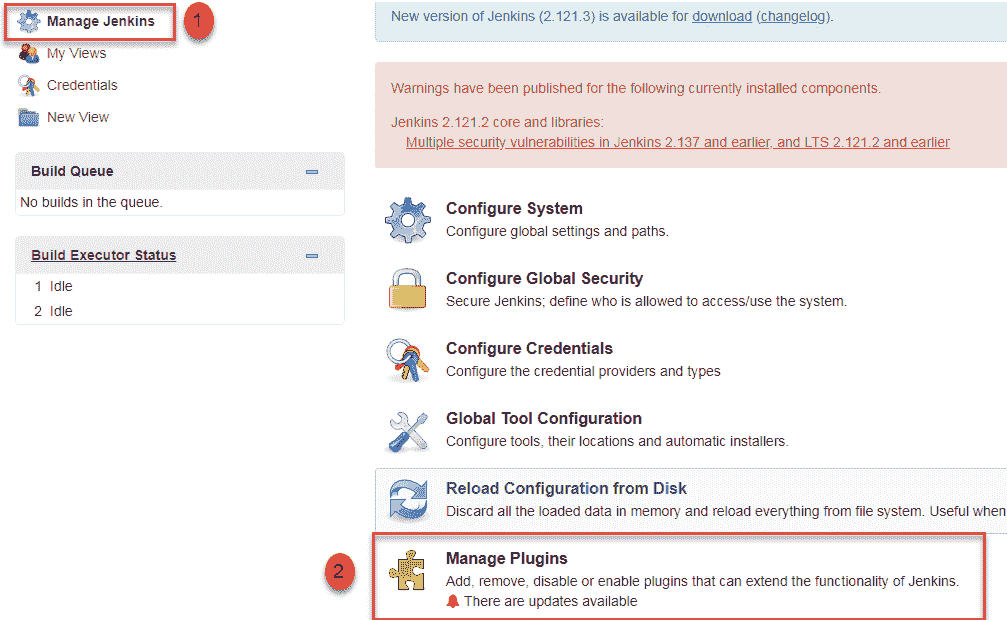 Manage Jenkins
1
My Views
Credentials
New View
Build Queue
No builds in the queue.
Build Executor Status
1 Idle
2 Idle
New version of Jenkins (2.121.3) is available for download (changelog).
Warnings have been published for the following currently installed components.
Jenkins 2.121.2 core and libraries:
Multiple security vulnerabilities in Jenkins 2.137 and earlier, and LTS 2.121.2 and earlier
Configure System
Configure global settings and paths.
Configure Global Security
Secure Jenkins; define who is allowed to access/use the system.
Configure Credentials
Configure the credential providers and types
Global Tool Configuration
Configure tools, their locations and automatic installers.
Reload Configuration from Disk
Discard all the loaded data in memory and reload everything from file system. Useful when
2
Manage Plugins
Add, remove, disable or enable plugins that can extend the functionality of Jenkins.
There are updates available